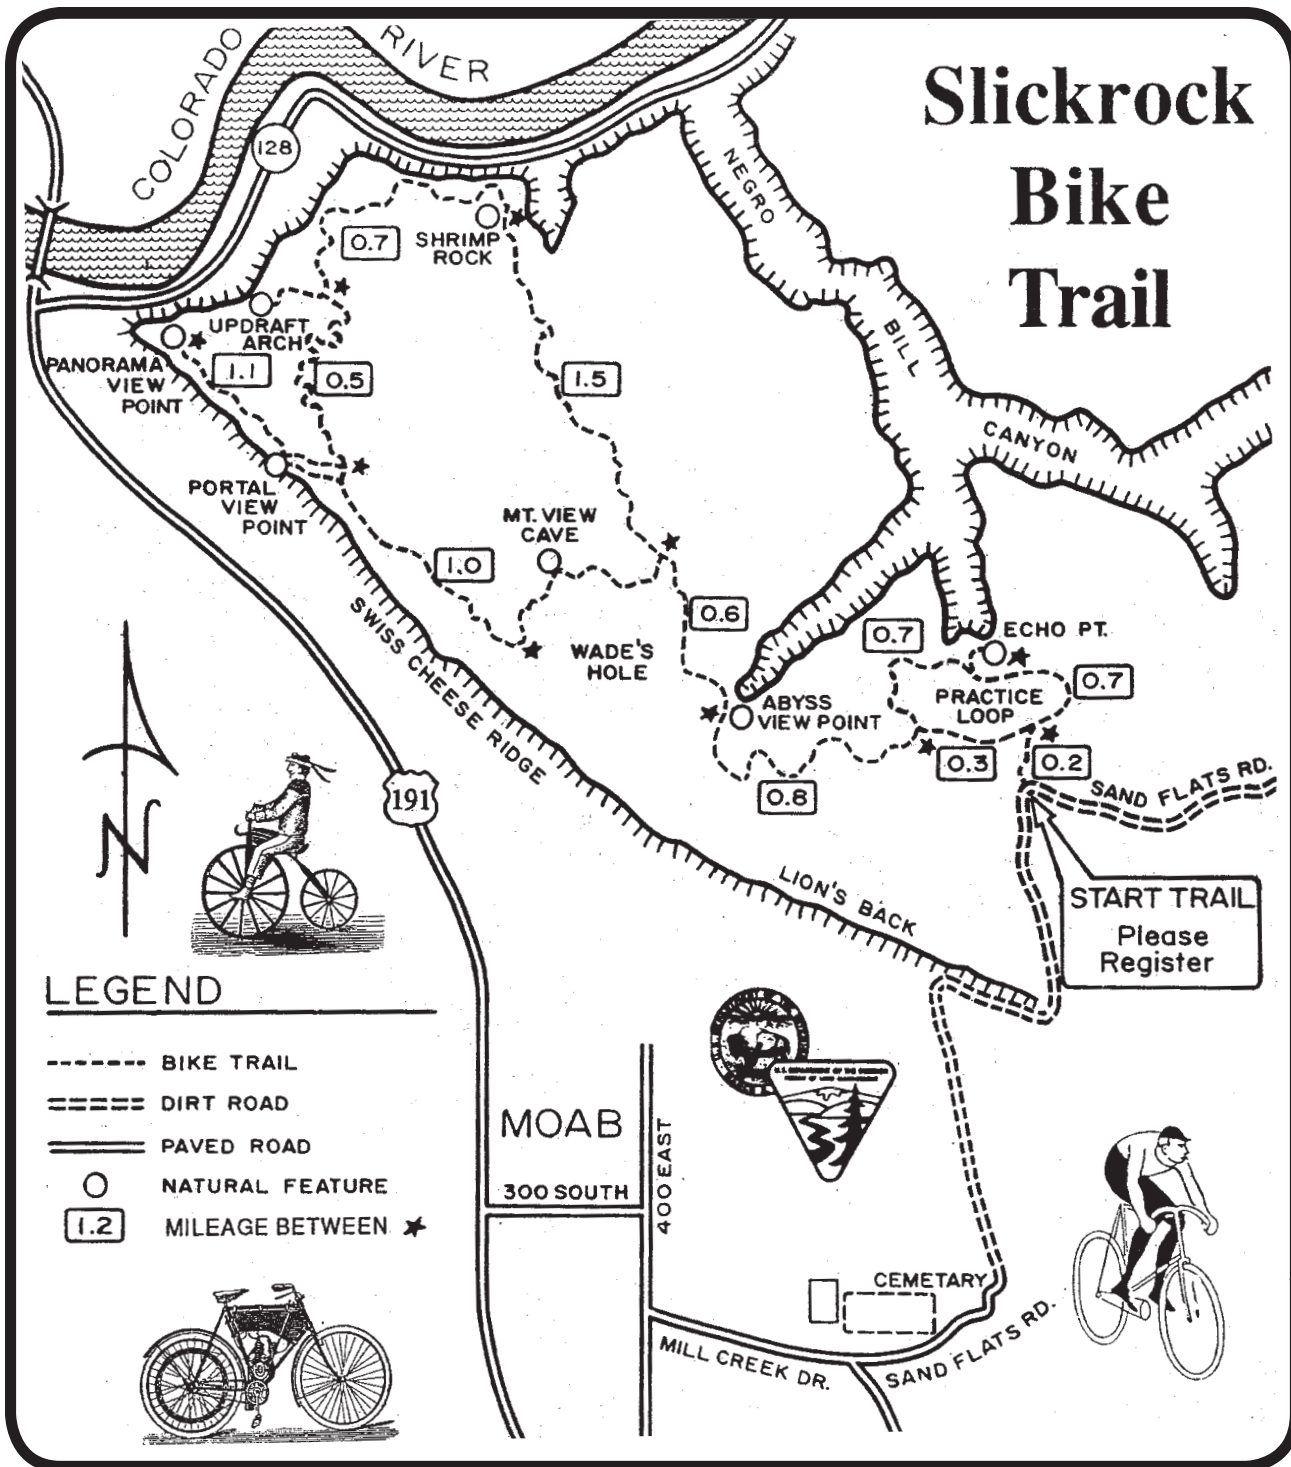 Slickrock
Bike
Trail
COLORADO
RIVER
128
NEGRO
BILL
CANYON
0.7
SHRIMP
ROCK
UPDRAFT
ARCH
PANORAMA
VIEW
POINT
1.1
0.5
1.5
PORTAL
VIEW
POINT
MT. VIEW
CAVE
1.0
0.6
WADE'S
HOLE
SWISS CHEESE RIDGE
0.7
ECHO PT.
0.7
PRACTICE
LOOP
ABYSS
VIEW POINT
0.3
0.2
0.8
SAND FLATS RD.
191
LION'S BACK
START TRAIL
Please
Register
N
LEGEND
BIKE TRAIL
DIRT ROAD
PAVED ROAD
NATURAL FEATURE
1.2 MILEAGE BETWEEN
MOAB
300 SOUTH
400 EAST
CEMETARY
MILL CREEK DR.
SAND FLATS RD.